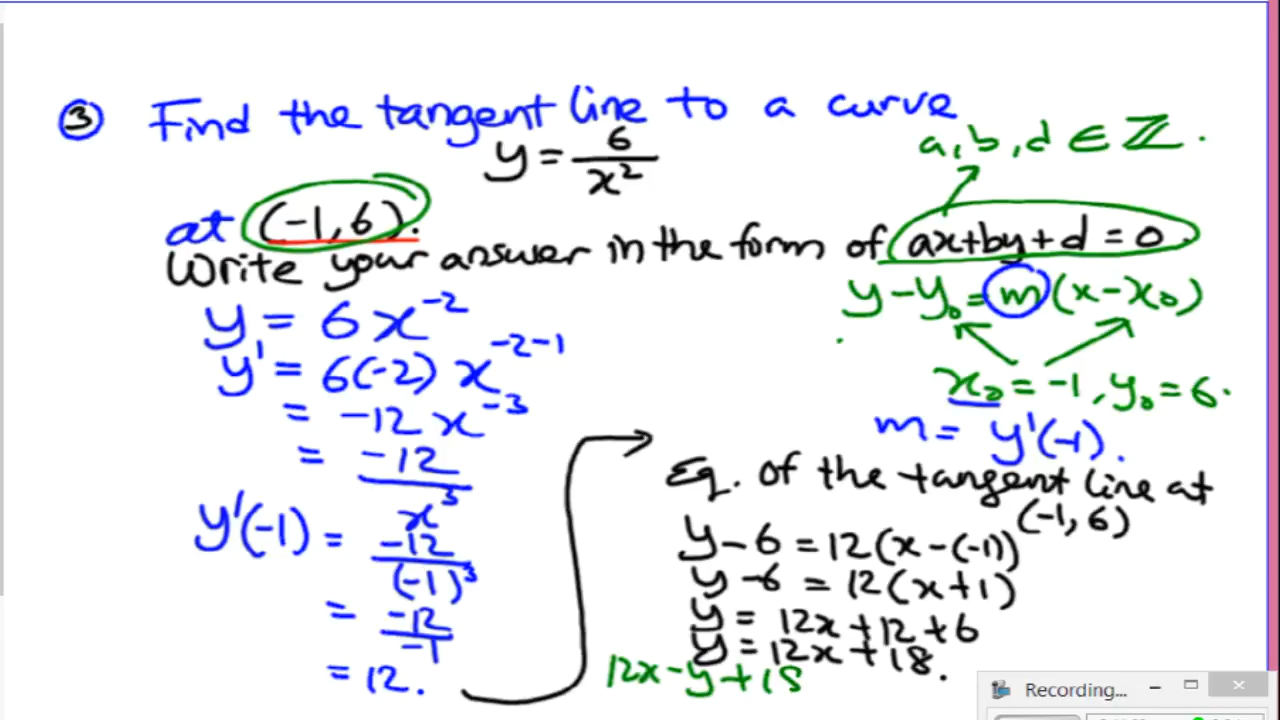 ③ Find the tangent line to a curve
y = 6/x²
a, b, d ∈ ℤ.
at (-1, 6).
Write your answer in the form of ax+by+d = 0.
y - y₀ = m(x - x₀)
x₀ = -1, y₀ = 6.
m = y'(-1).
y = 6x⁻²
y' = 6(-2) x⁻²⁻¹
= -12x⁻³
= -12/x³
y'(-1) = -12/(-1)³
= -12/-1
= 12.
Eq. of the tangent line at
(-1, 6)
y - 6 = 12(x - (-1))
y - 6 = 12(x + 1)
y = 12x + 12 + 6
y = 12x + 18.
12x - y + 18
Recording...